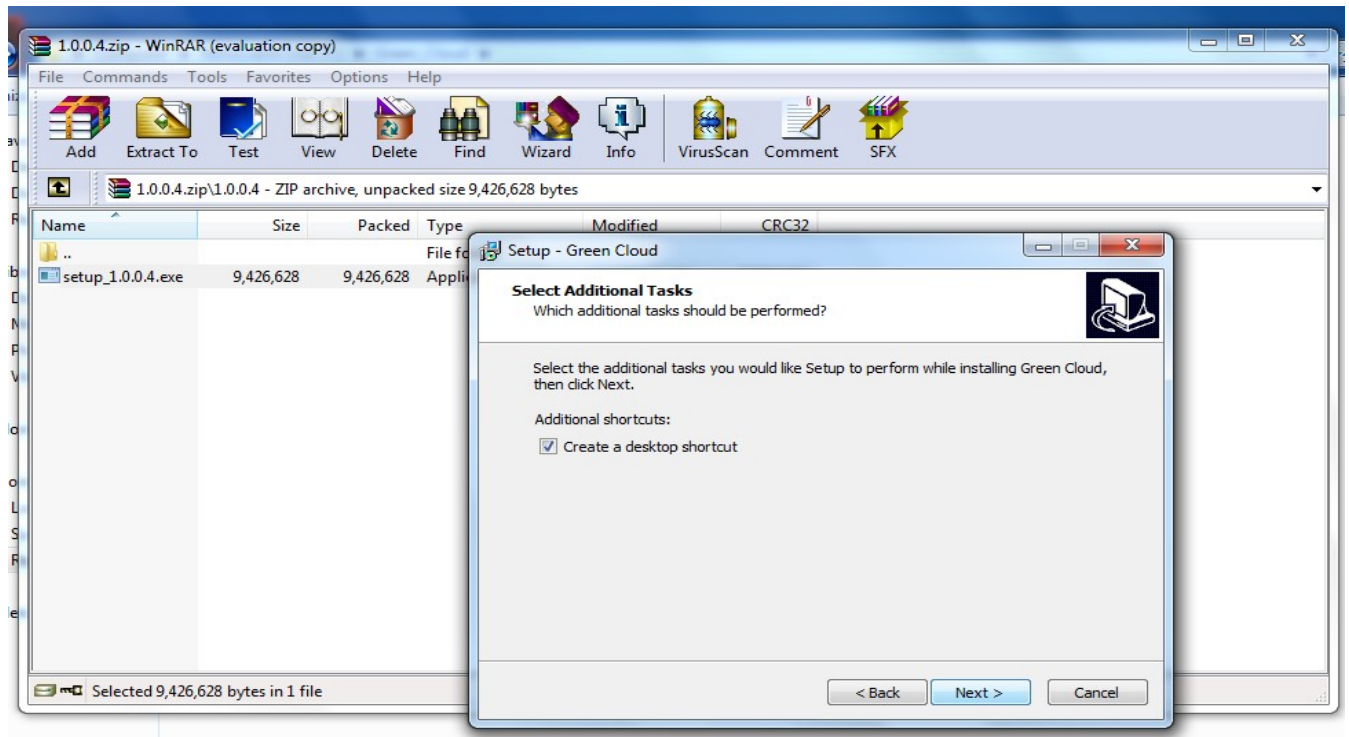 1.0.0.4.zip - WinRAR (evaluation copy)
File Commands Tools Favorites Options Help
Add Extract To Test View Delete Find Wizard Info VirusScan Comment SFX
1.0.0.4.zip\1.0.0.4 - ZIP archive, unpacked size 9,426,628 bytes
Name Size Packed Type Modified CRC32
..
setup_1.0.0.4.exe 9,426,628 9,426,628
Setup - Green Cloud
Select Additional Tasks
Which additional tasks should be performed?
Select the additional tasks you would like Setup to perform while installing Green Cloud,
then click Next.
Additional shortcuts:
Create a desktop shortcut
< Back Next > Cancel
Selected 9,426,628 bytes in 1 file